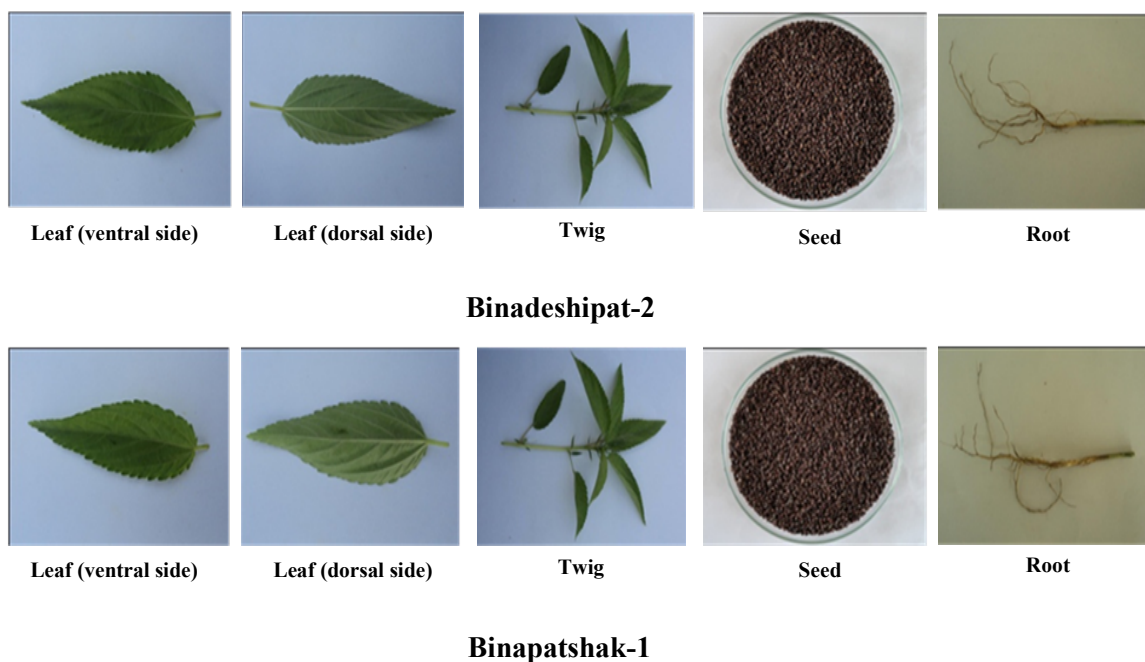 Leaf (ventral side) Leaf (dorsal side) Twig Seed Root
Binadeshipat-2
Leaf (ventral side) Leaf (dorsal side) Twig Seed Root
Binapatshak-1